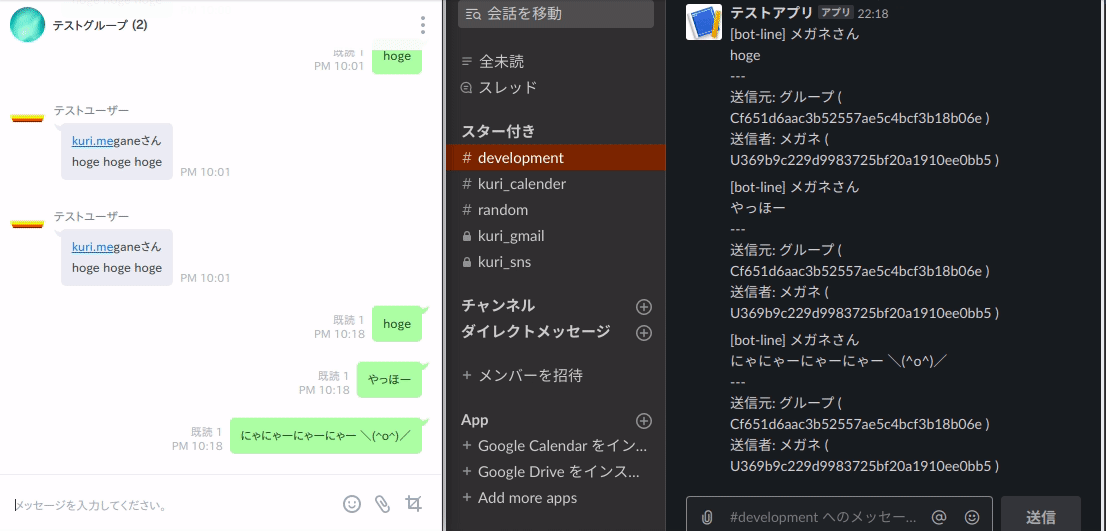 テストグループ (2)
既読 1
PM 10:01
hoge
テストユーザー
kuri.meganeさん
hoge hoge hoge
PM 10:01
テストユーザー
kuri.meganeさん
hoge hoge hoge
PM 10:01
既読 1
PM 10:18
hoge
既読 1
PM 10:18
やっほー
既読 1
PM 10:18
にゃにゃーにゃーにゃー ＼(^o^)／
メッセージを入力してください。
会話を移動
全未読
スレッド
スター付き
# development
# kuri_calender
# random
kuri_gmail
kuri_sns
チャンネル
ダイレクトメッセージ
+ メンバーを招待
App
+ Google Calendar をイン...
+ Google Drive をインス...
+ Add more apps
テストアプリ アプリ 22:18
[bot-line] メガネさん
hoge
---
送信元: グループ (
Cf651d6aac3b52557ae5c4bcf3b18b06e )
送信者: メガネ (
U369b9c229d9983725bf20a1910ee0bb5 )
[bot-line] メガネさん
やっほー
---
送信元: グループ (
Cf651d6aac3b52557ae5c4bcf3b18b06e )
送信者: メガネ (
U369b9c229d9983725bf20a1910ee0bb5 )
[bot-line] メガネさん
にゃにゃーにゃーにゃー ＼(^o^)／
---
送信元: グループ (
Cf651d6aac3b52557ae5c4bcf3b18b06e )
送信者: メガネ (
U369b9c229d9983725bf20a1910ee0bb5 )
#development へのメッセー...
送信